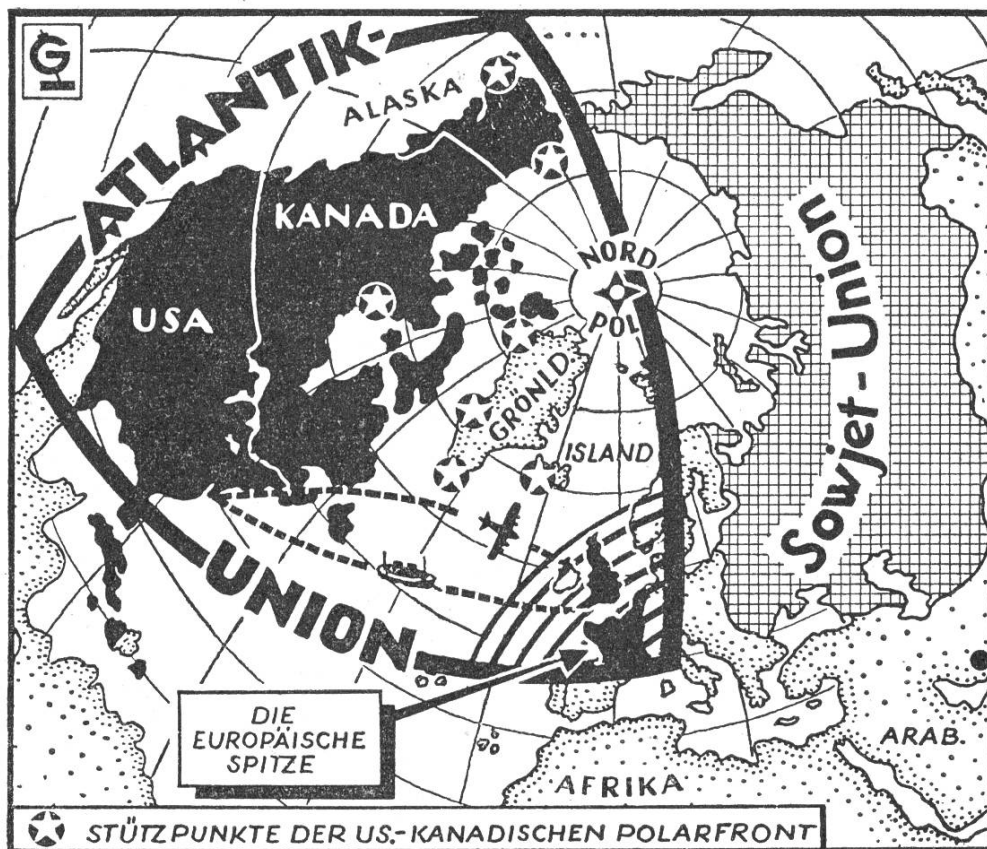 G
ATLANTIK-
ALASKA
KANADA
USA
NORD
POL
GRÖNLD.
ISLAND
Sowjet-Union
UNION
DIE
EUROPÄISCHE
SPITZE
AFRIKA
ARAB.
STÜTZPUNKTE DER US.-KANADISCHEN POLARFRONT